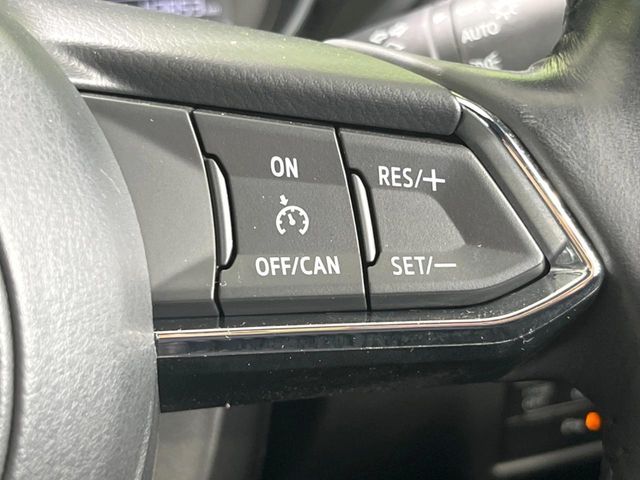 AUTO
ON
RES/+
OFF/CAN
SET/−